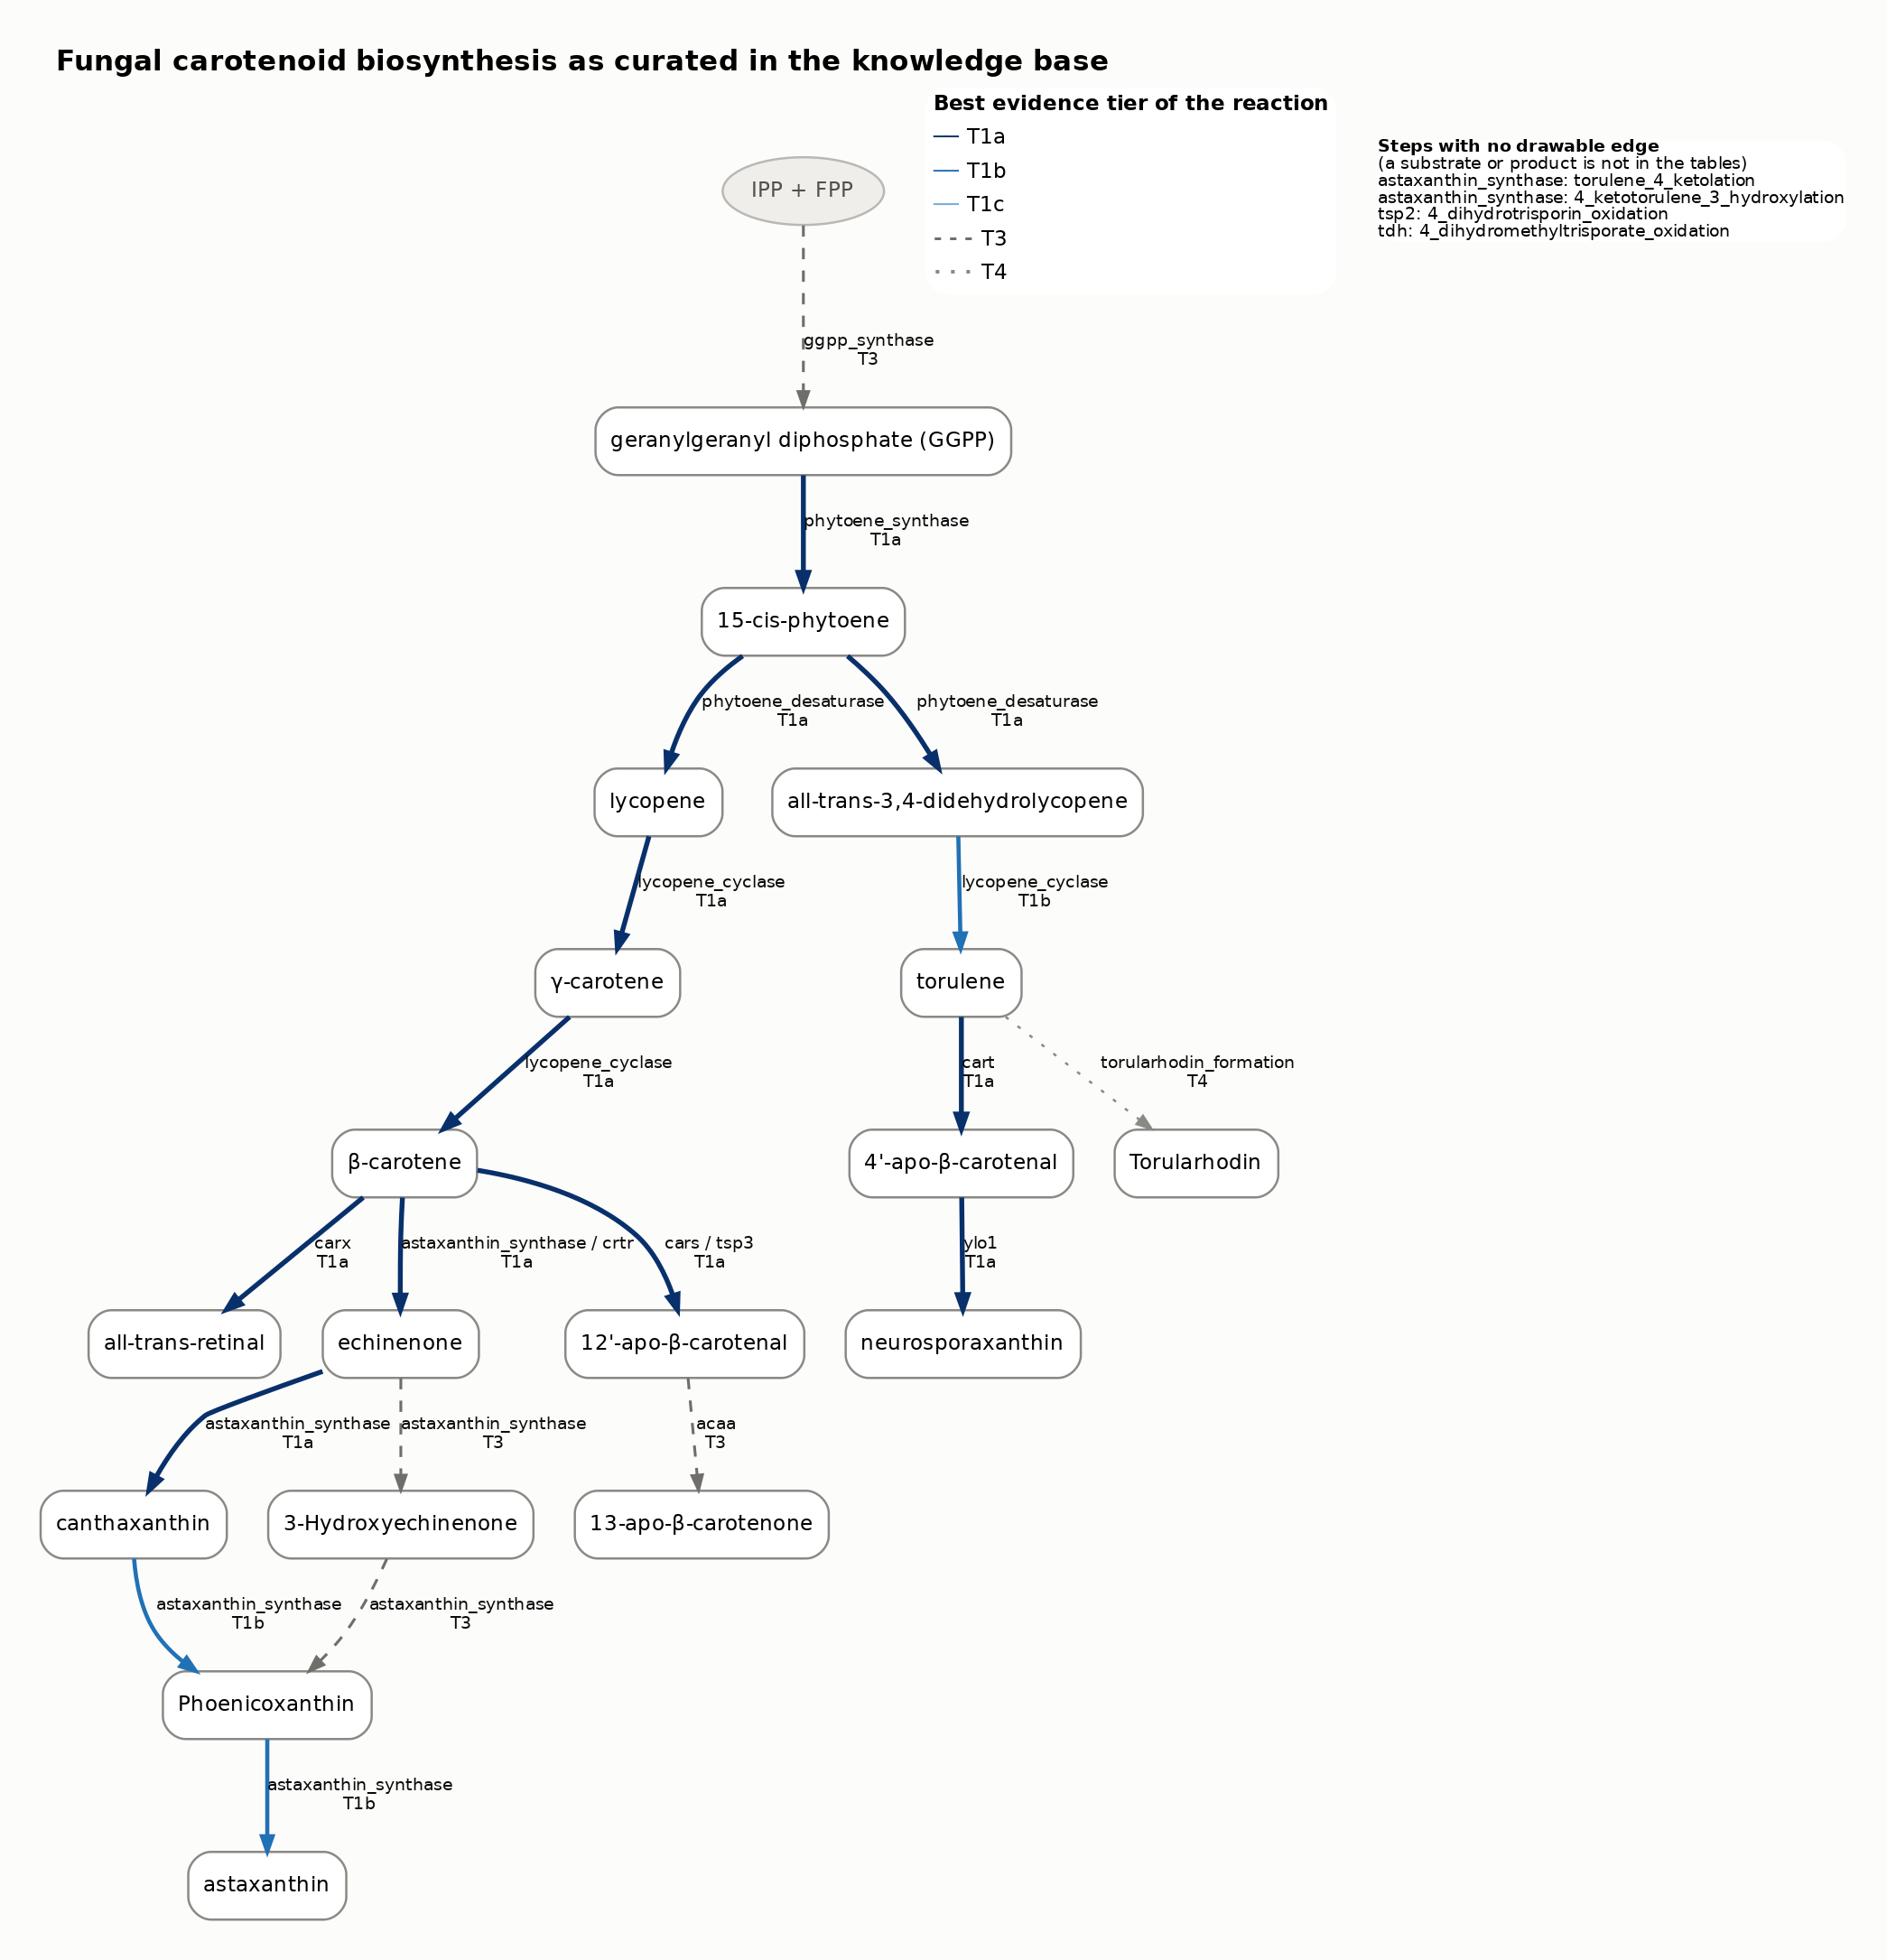 Fungal carotenoid biosynthesis as curated in the knowledge base
Best evidence tier of the reaction
T1a
T1b
T1c
T3
T4
Steps with no drawable edge
(a substrate or product is not in the tables)
astaxanthin_synthase: torulene_4_ketolation
astaxanthin_synthase: 4_ketotorulene_3_hydroxylation
tsp2: 4_dihydrotrisporin_oxidation
tdh: 4_dihydromethyltrisporate_oxidation
IPP + FPP
ggpp_synthase
T3
geranylgeranyl diphosphate (GGPP)
phytoene_synthase
T1a
15-cis-phytoene
phytoene_desaturase
T1a
phytoene_desaturase
T1a
lycopene
all-trans-3,4-didehydrolycopene
lycopene_cyclase
T1a
lycopene_cyclase
T1b
γ-carotene
torulene
lycopene_cyclase
T1a
cart
T1a
torularhodin_formation
T4
β-carotene
4'-apo-β-carotenal
Torularhodin
carx
T1a
astaxanthin_synthase / crtr
T1a
cars / tsp3
T1a
ylo1
T1a
all-trans-retinal
echinenone
12'-apo-β-carotenal
neurosporaxanthin
astaxanthin_synthase
T1a
astaxanthin_synthase
T3
acaa
T3
canthaxanthin
3-Hydroxyechinenone
13-apo-β-carotenone
astaxanthin_synthase
T1b
astaxanthin_synthase
T3
Phoenicoxanthin
astaxanthin_synthase
T1b
astaxanthin